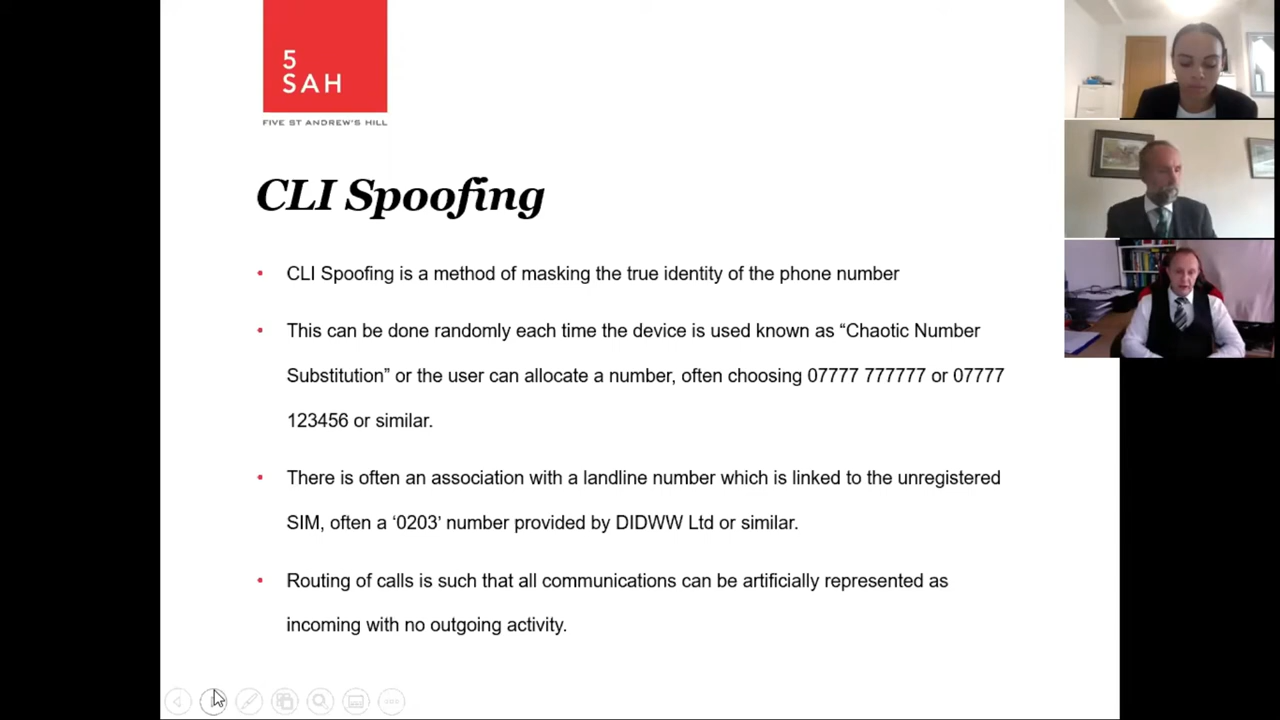 5
SAH
FIVE ST ANDREW'S HILL
CLI Spoofing
• CLI Spoofing is a method of masking the true identity of the phone number
• This can be done randomly each time the device is used known as “Chaotic Number
Substitution” or the user can allocate a number, often choosing 07777 777777 or 07777
123456 or similar.
• There is often an association with a landline number which is linked to the unregistered
SIM, often a ‘0203’ number provided by DIDWW Ltd or similar.
• Routing of calls is such that all communications can be artificially represented as
incoming with no outgoing activity.